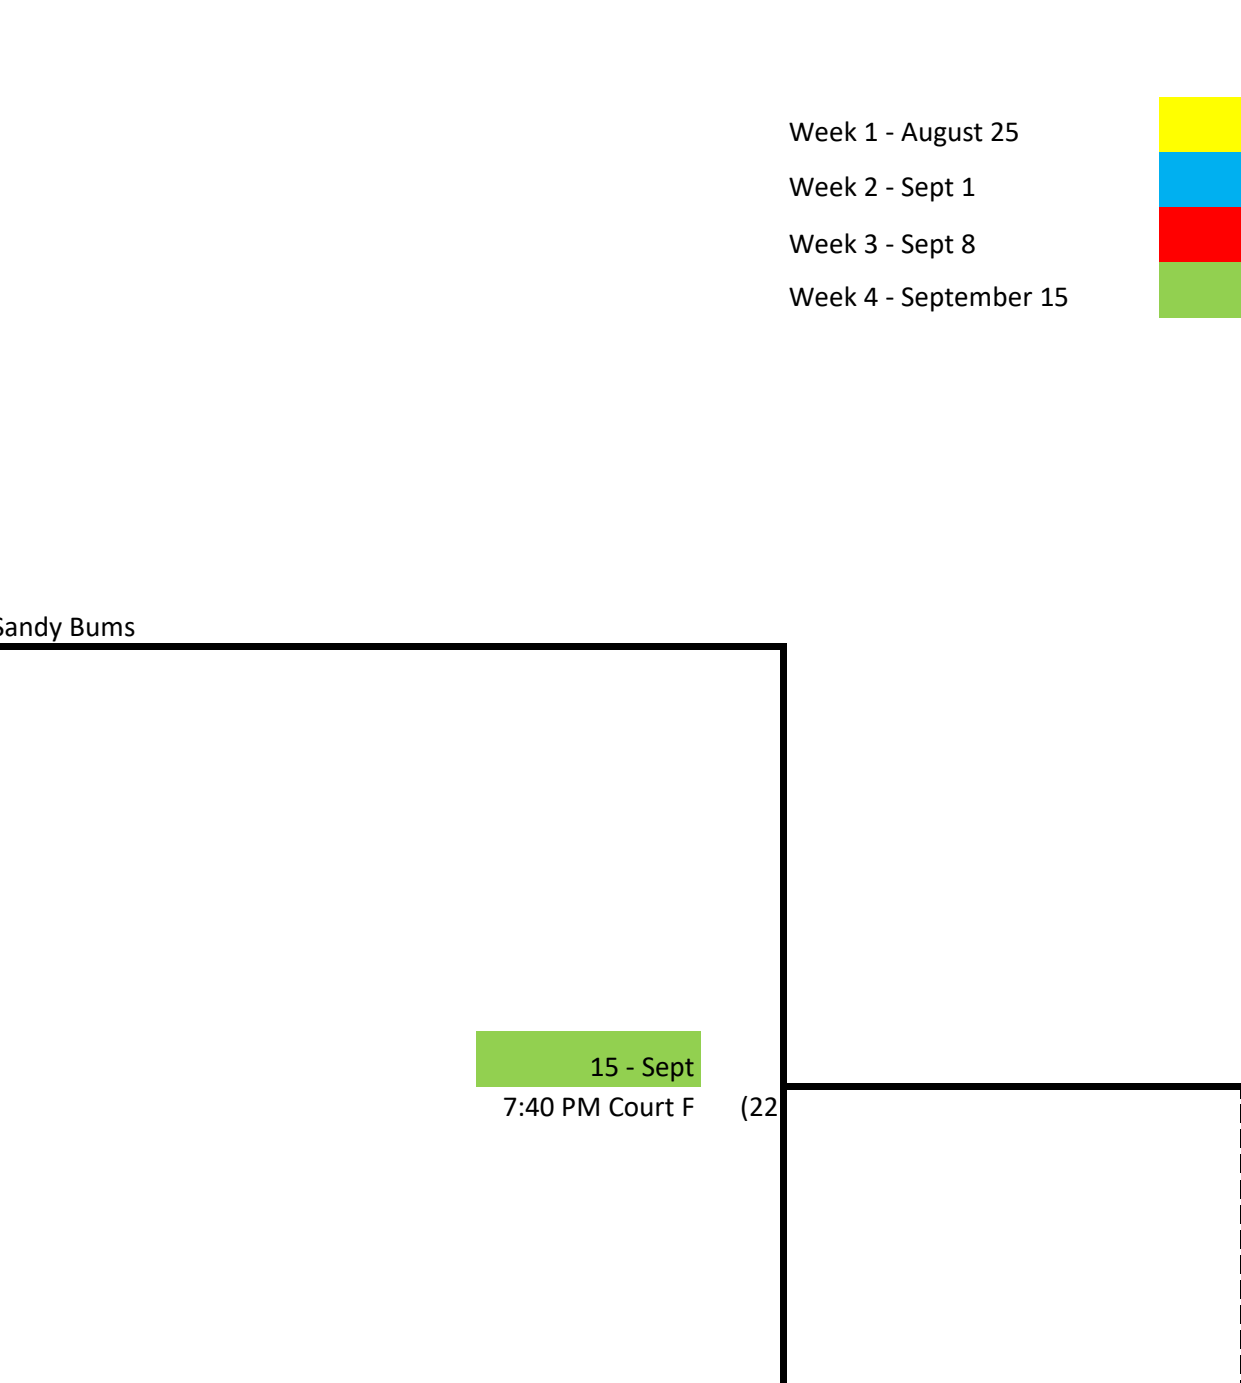 Week 1 - August 25
Week 2 - Sept 1
Week 3 - Sept 8
Week 4 - September 15
Sandy Bums
15 - Sept
7:40 PM Court F (22